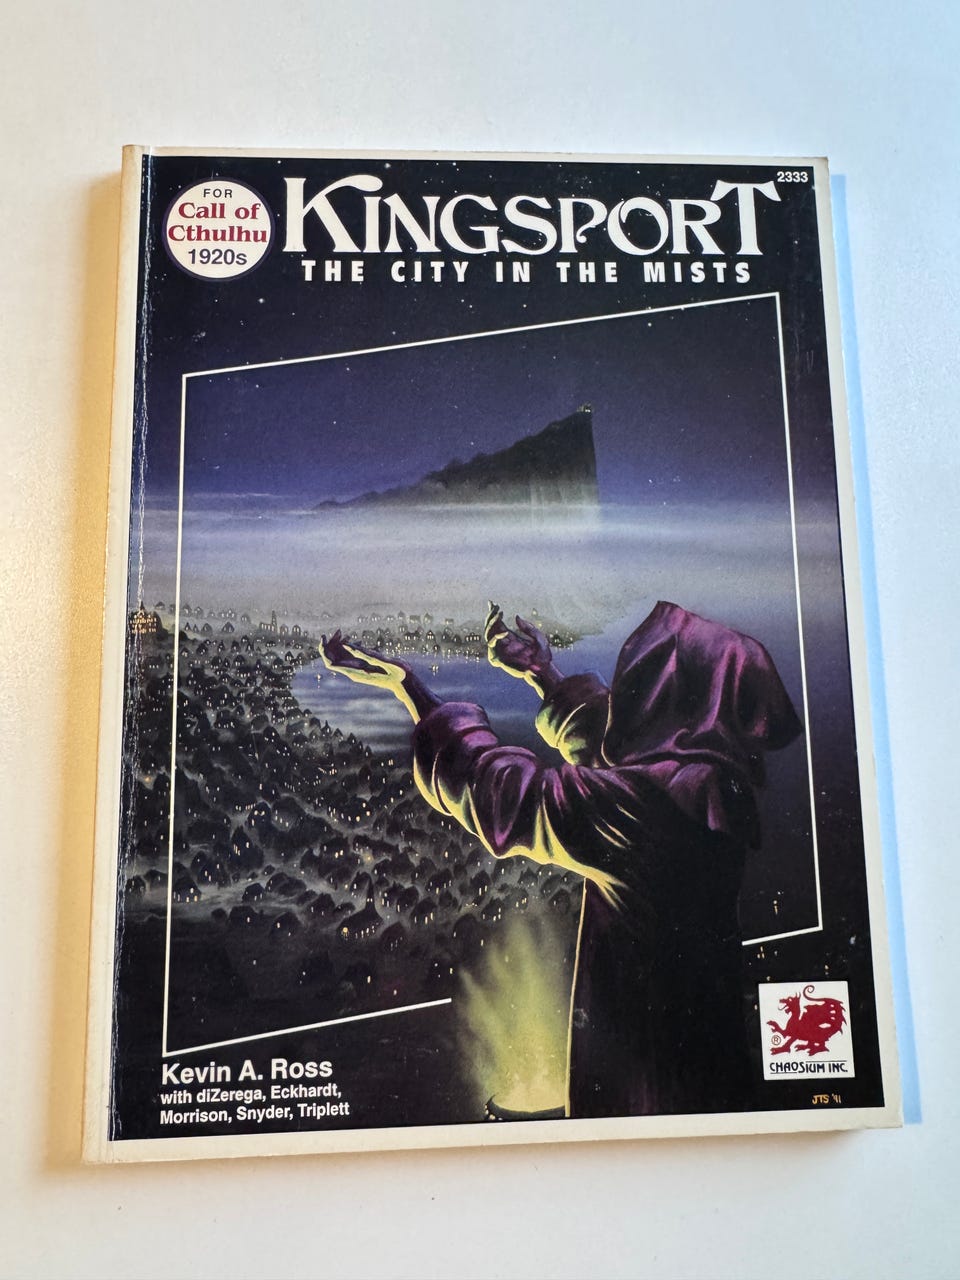 2333
FOR
Call of
Cthulhu
1920s
KINGSPORT
THE CITY IN THE MISTS
Kevin A. Ross
with diZerega, Eckhardt,
Morrison, Snyder, Triplett
®
CHAOSIUM INC.
JTS '91